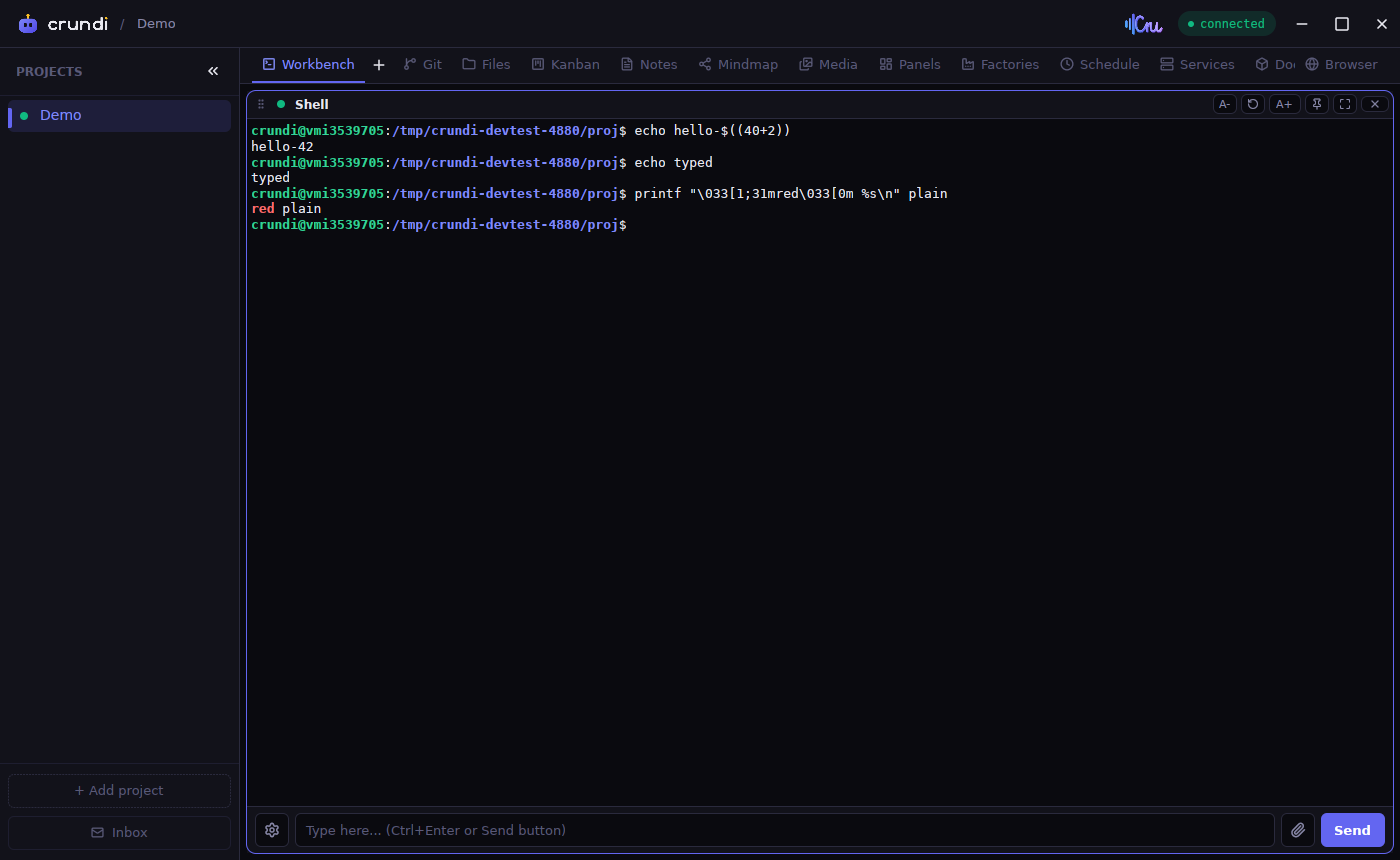 crundi / Demo
Cru
connected
PROJECTS
Workbench + Git Files Kanban Notes Mindmap Media Panels Factories Schedule Services Browser
Demo
Shell
A- A+
crundi@vmi3539705:/tmp/crundi-devtest-4880/proj$ echo hello-$((40+2))
hello-42
crundi@vmi3539705:/tmp/crundi-devtest-4880/proj$ echo typed
typed
crundi@vmi3539705:/tmp/crundi-devtest-4880/proj$ printf "\033[1;31mred\033[0m %s\n" plain
red plain
crundi@vmi3539705:/tmp/crundi-devtest-4880/proj$
+ Add project
Inbox
Type here... (Ctrl+Enter or Send button)
Send